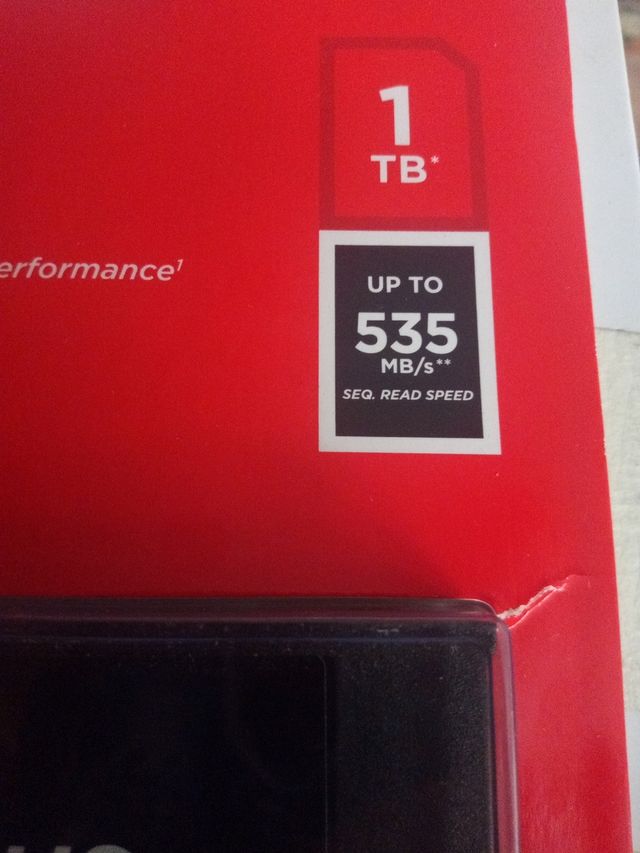 1
TB*
erformance¹
UP TO
535
MB/s**
SEQ. READ SPEED